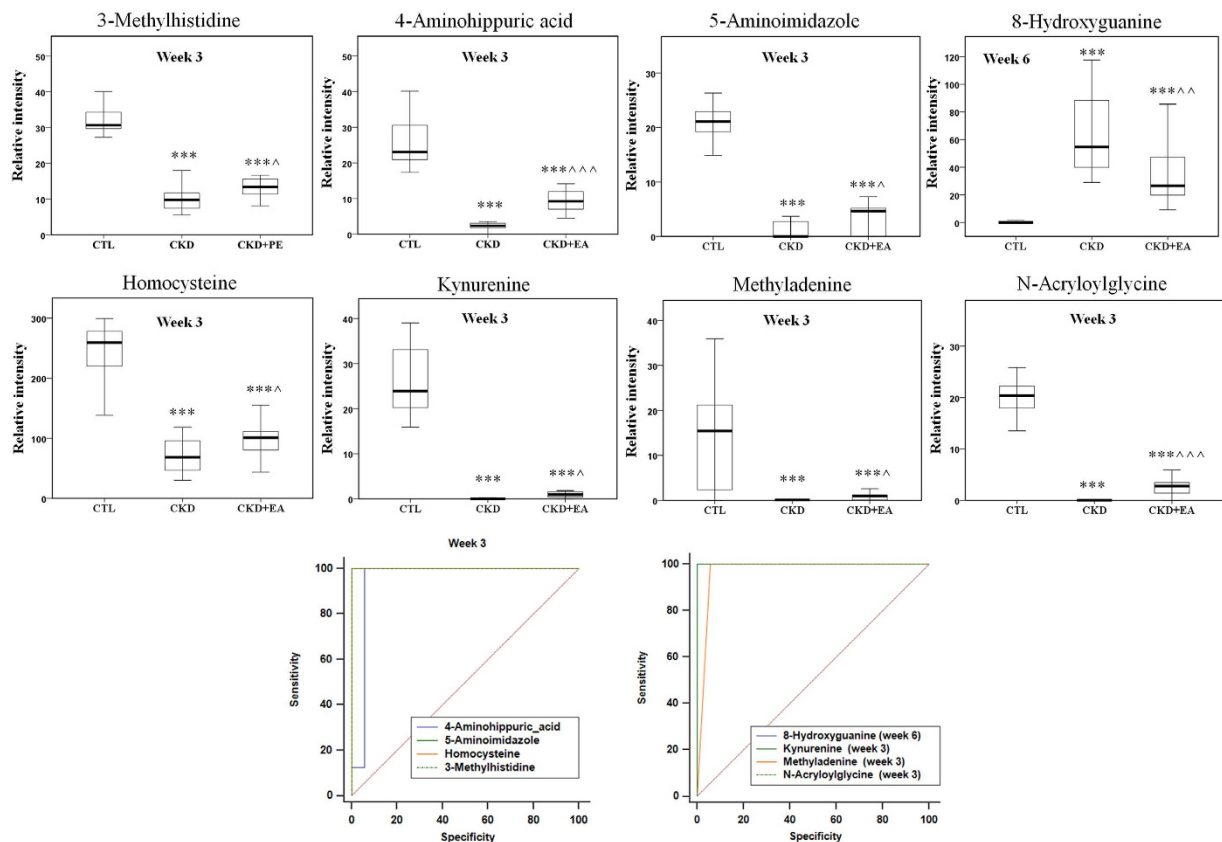 3-Methylhistidine
Relative intensity
50
40
30
20
10
0
Week 3
***
***^
CTL CKD CKD+PE
4-Aminohippuric acid
Relative intensity
50
40
30
20
10
0
Week 3
***
***^^^
CTL CKD CKD+EA
5-Aminoimidazole
Relative intensity
30
20
10
0
Week 3
***
***^
CTL CKD CKD+EA
8-Hydroxyguanine
Relative intensity
120
100
80
60
40
20
0
Week 6
***
***^^
CTL CKD CKD+EA
Homocysteine
Relative intensity
300
200
100
0
Week 3
***
***^
CTL CKD CKD+EA
Kynurenine
Relative intensity
40
30
20
10
0
Week 3
***
***^
CTL CKD CKD+EA
Methyladenine
Relative intensity
40
30
20
10
0
Week 3
***
***^
CTL CKD CKD+EA
N-Acryloylglycine
Relative intensity
30
20
10
0
Week 3
***
***^^^
CTL CKD CKD+EA
Week 3
Sensitivity
100
80
60
40
20
0
4-Aminohippuric_acid
5-Aminoimidazole
Homocysteine
3-Methylhistidine
0 20 40 60 80 100
Specificity
Sensitivity
100
80
60
40
20
0
8-Hydroxyguanine (week 6)
Kynurenine (week 3)
Methyladenine (week 3)
N-Acryloylglycine (week 3)
0 20 40 60 80 100
Specificity